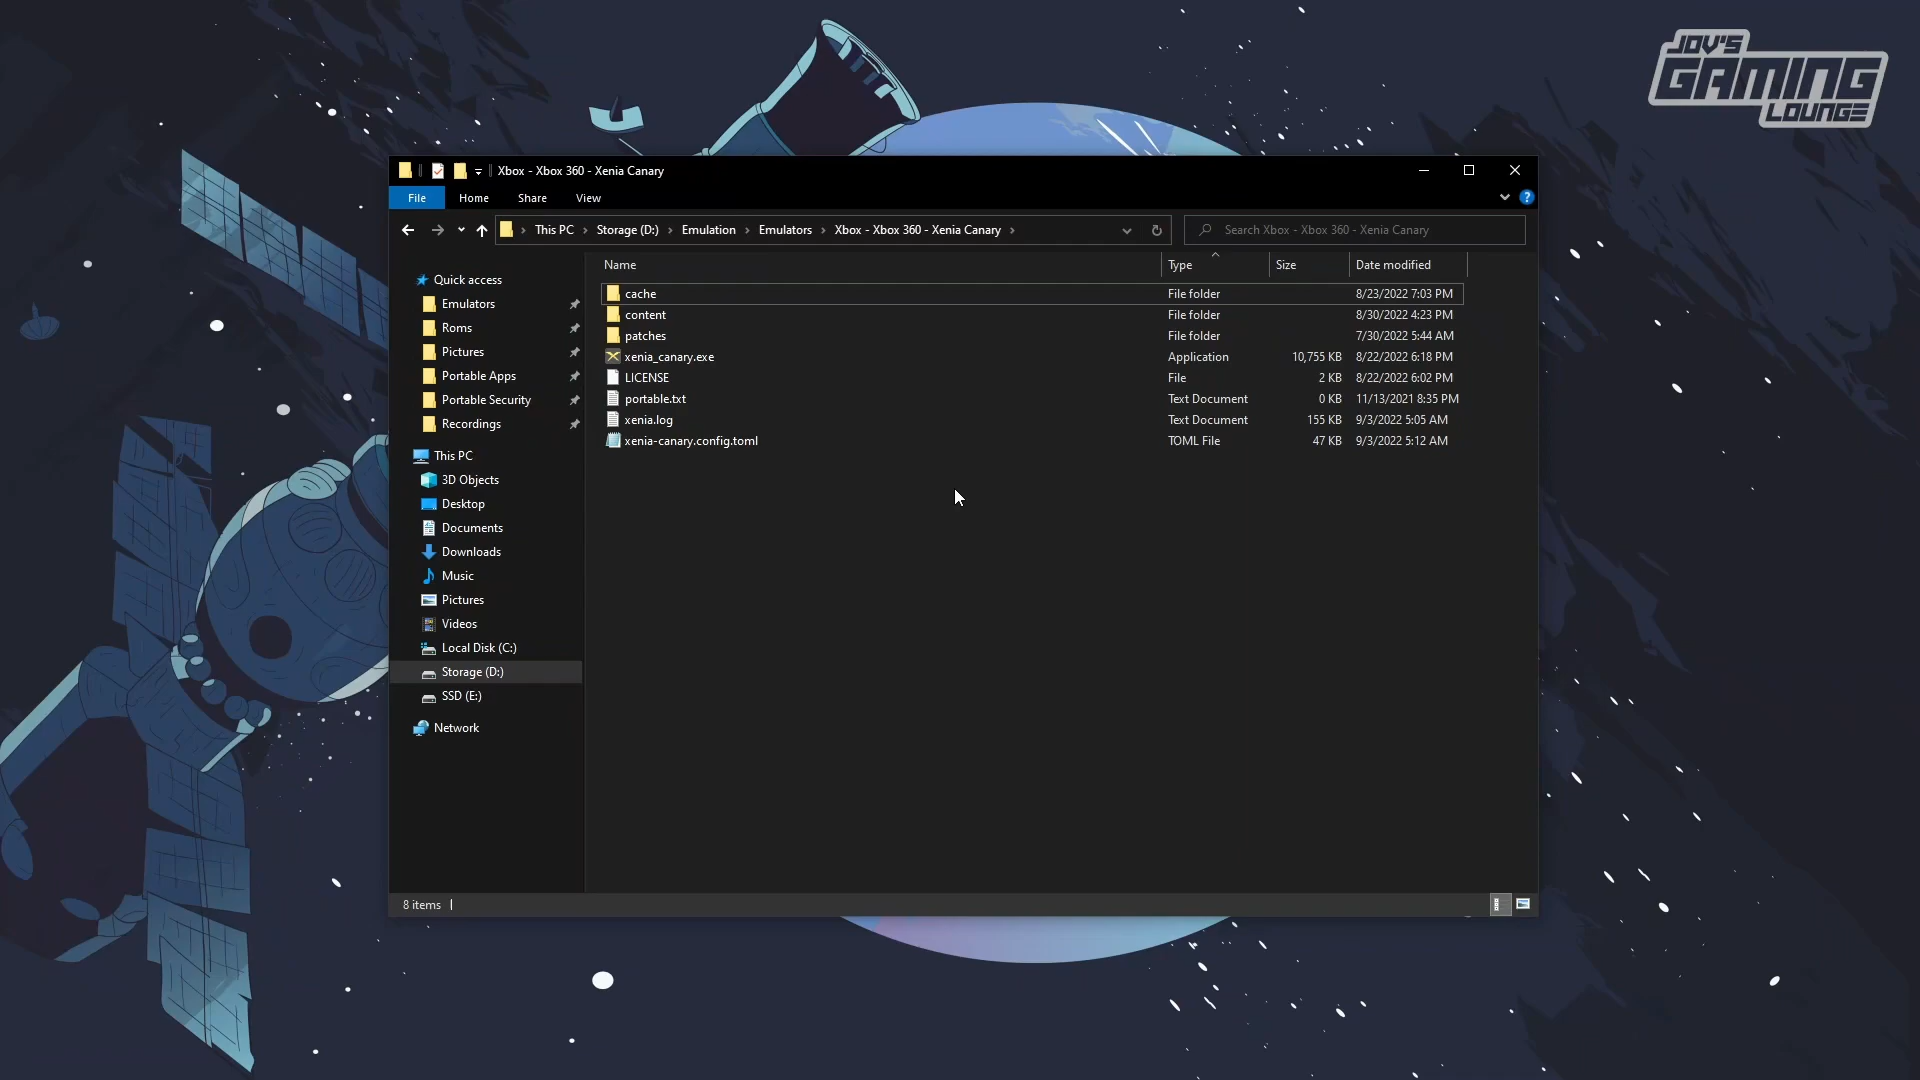 JOV'S
GAMING
LOUNGE
Xbox - Xbox 360 - Xenia Canary
File Home Share View
This PC Storage (D:) Emulation Emulators Xbox - Xbox 360 - Xenia Canary
Search Xbox - Xbox 360 - Xenia Canary
Name Type Size Date modified
cache File folder 8/23/2022 7:03 PM
content File folder 8/30/2022 4:23 PM
patches File folder 7/30/2022 5:44 AM
xenia_canary.exe Application 10,755 KB 8/22/2022 6:18 PM
LICENSE File 2 KB 8/22/2022 6:02 PM
portable.txt Text Document 0 KB 11/13/2021 8:35 PM
xenia.log Text Document 155 KB 9/3/2022 5:05 AM
xenia-canary.config.toml TOML File 47 KB 9/3/2022 5:12 AM
Quick access
Emulators
Roms
Pictures
Portable Apps
Portable Security
Recordings
This PC
3D Objects
Desktop
Documents
Downloads
Music
Pictures
Videos
Local Disk (C:)
Storage (D:)
SSD (E:)
Network
8 items